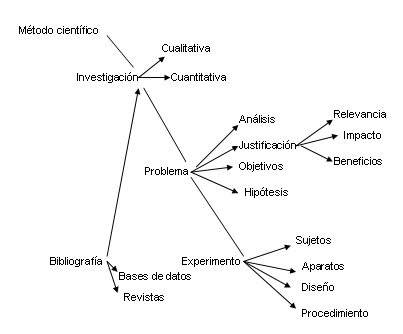 Método científico
Cualitativa
Investigación
Cuantitativa
Análisis
Relevancia
Justificación
Impacto
Problema
Objetivos
Beneficios
Hipótesis
Sujetos
Bibliografía
Experimento
Aparatos
Bases de datos
Diseño
Revistas
Procedimiento